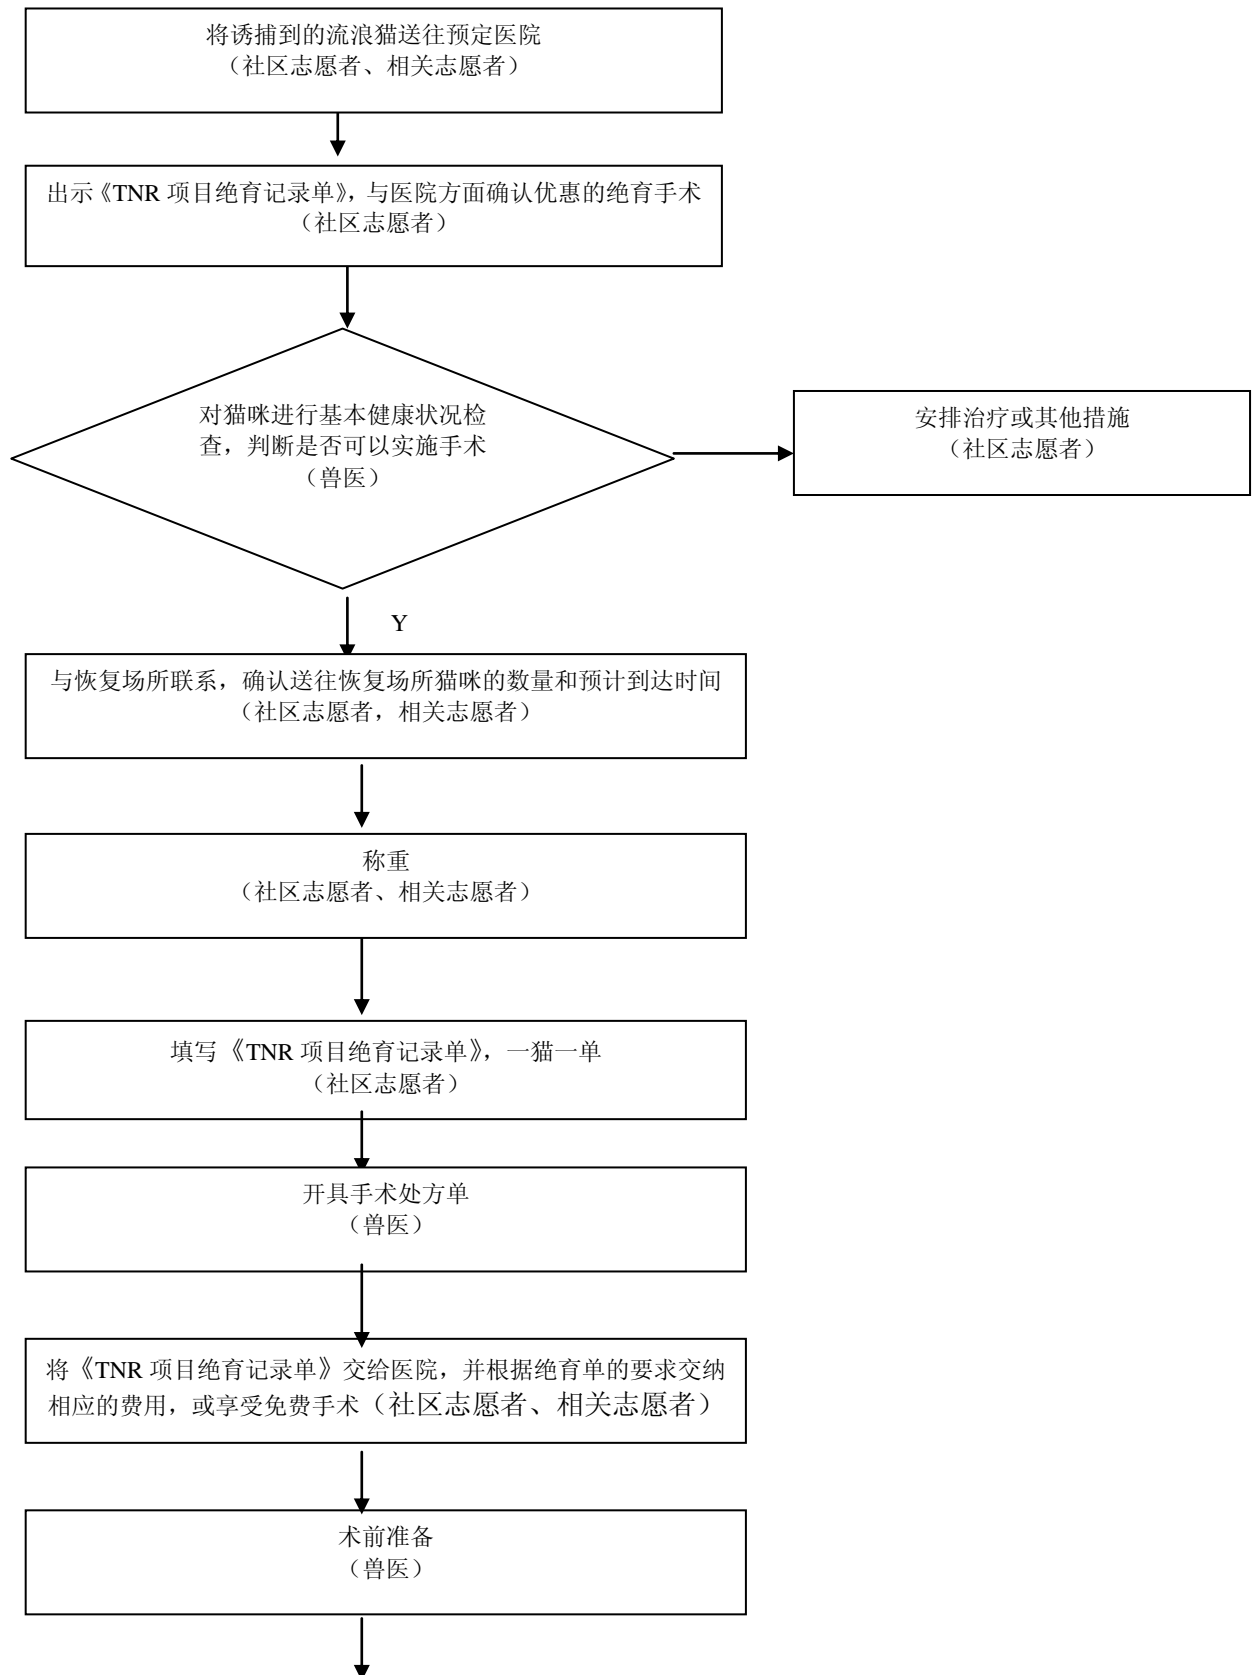 将诱捕到的流浪猫送往预定医院
（社区志愿者、相关志愿者）
出示《TNR 项目绝育记录单》，与医院方面确认优惠的绝育手术
（社区志愿者）
对猫咪进行基本健康状况检
查，判断是否可以实施手术
（兽医）
安排治疗或其他措施
（社区志愿者）
Y
与恢复场所联系，确认送往恢复场所猫咪的数量和预计到达时间
（社区志愿者，相关志愿者）
称重
（社区志愿者、相关志愿者）
填写《TNR 项目绝育记录单》，一猫一单
（社区志愿者）
开具手术处方单
（兽医）
将《TNR 项目绝育记录单》交给医院，并根据绝育单的要求交纳
相应的费用，或享受免费手术（社区志愿者、相关志愿者）
术前准备
（兽医）